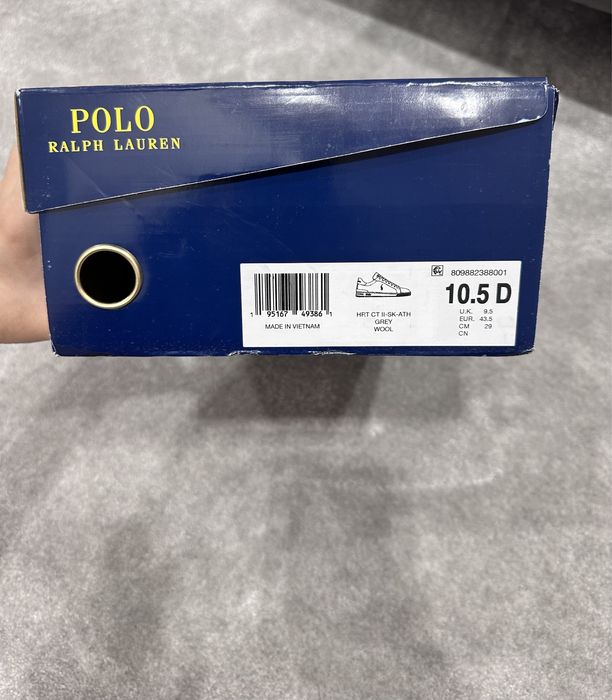 POLO
RALPH LAUREN
809882388001
10.5 D
U.K. 9.5
EUR. 43.5
CM 29
CN
HRT CT II-SK-ATH
GREY
WOOL
1 95167 49386 1
MADE IN VIETNAM